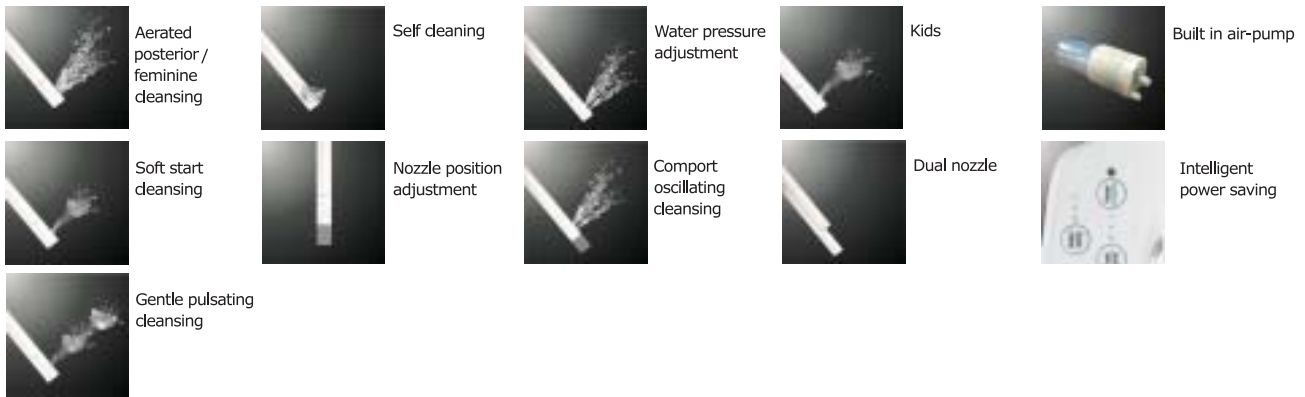 Aerated
posterior /
feminine
cleansing
Self cleaning
Water pressure
adjustment
Kids
Built in air-pump
Soft start
cleansing
Nozzle position
adjustment
Comport
oscillating
cleansing
Dual nozzle
Intelligent
power saving
Gentle pulsating
cleansing